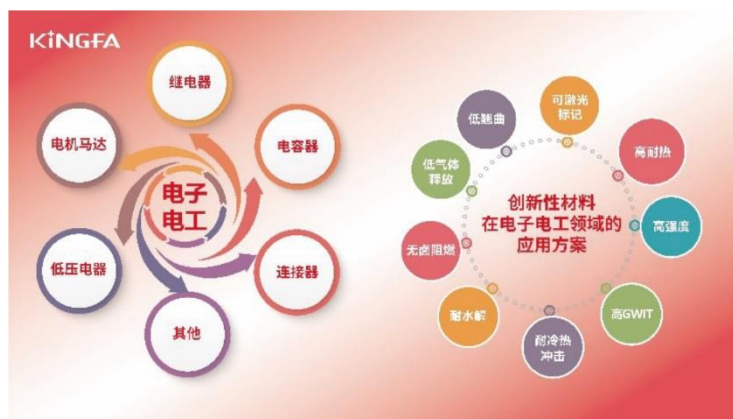 KINGFA
继电器
电机马达
电容器
电子
电工
低压电器
连接器
其他
可激光
标记
低翘曲
高耐热
低气体
释放
创新性材料
在电子电工领域的
应用方案
高强度
无卤阻燃
耐水解
高GWIT
耐冷热
冲击